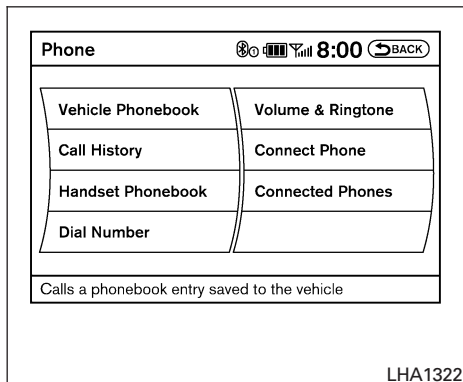 Phone 8:00 BACK
Vehicle Phonebook
Call History
Handset Phonebook
Dial Number
Volume & Ringtone
Connect Phone
Connected Phones
Calls a phonebook entry saved to the vehicle
LHA1322